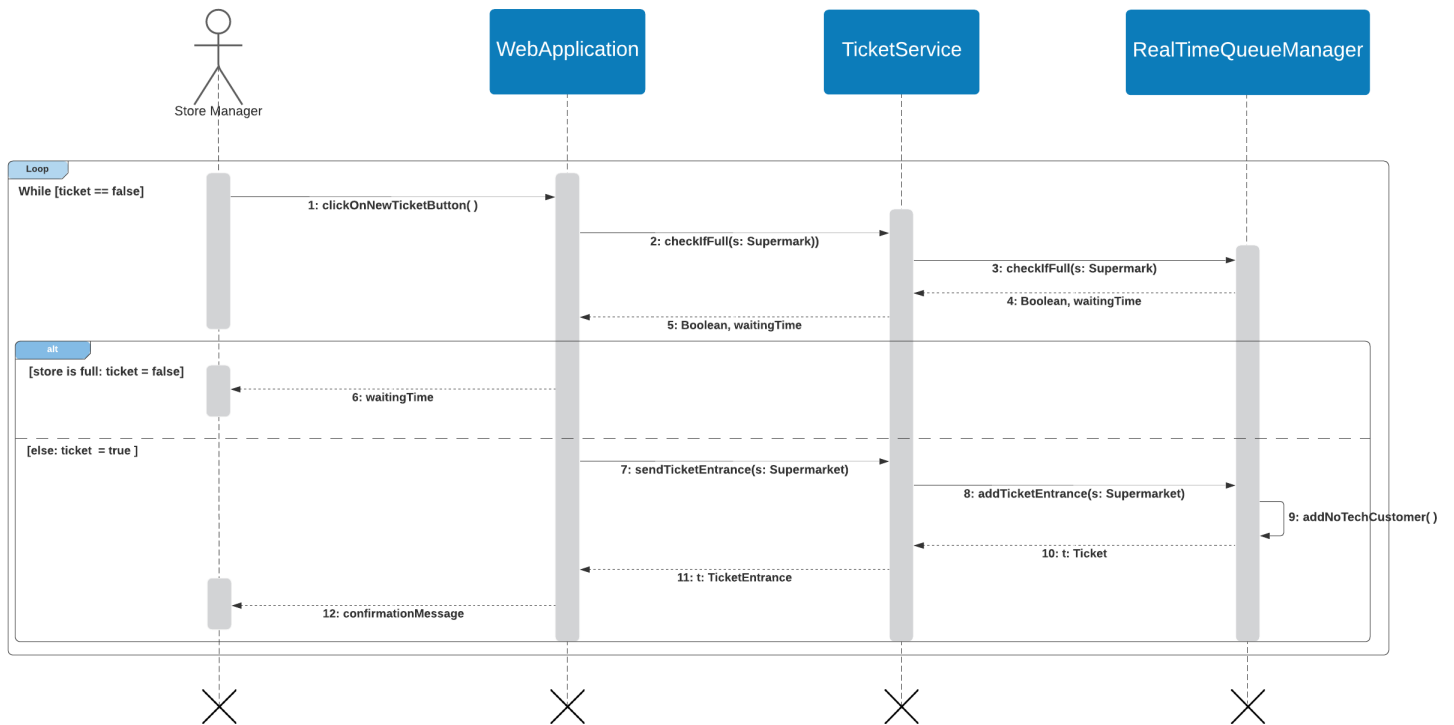 WebApplication
TicketService
RealTimeQueueManager
Store Manager
Loop
While [ticket == false]
1: clickOnNewTicketButton( )
2: checkIfFull(s: Supermark))
3: checkIfFull(s: Supermark)
4: Boolean, waitingTime
5: Boolean, waitingTime
alt
[store is full: ticket = false]
6: waitingTime
[else: ticket  = true ]
7: sendTicketEntrance(s: Supermarket)
8: addTicketEntrance(s: Supermarket)
9: addNoTechCustomer( )
10: t: Ticket
11: t: TicketEntrance
12: confirmationMessage